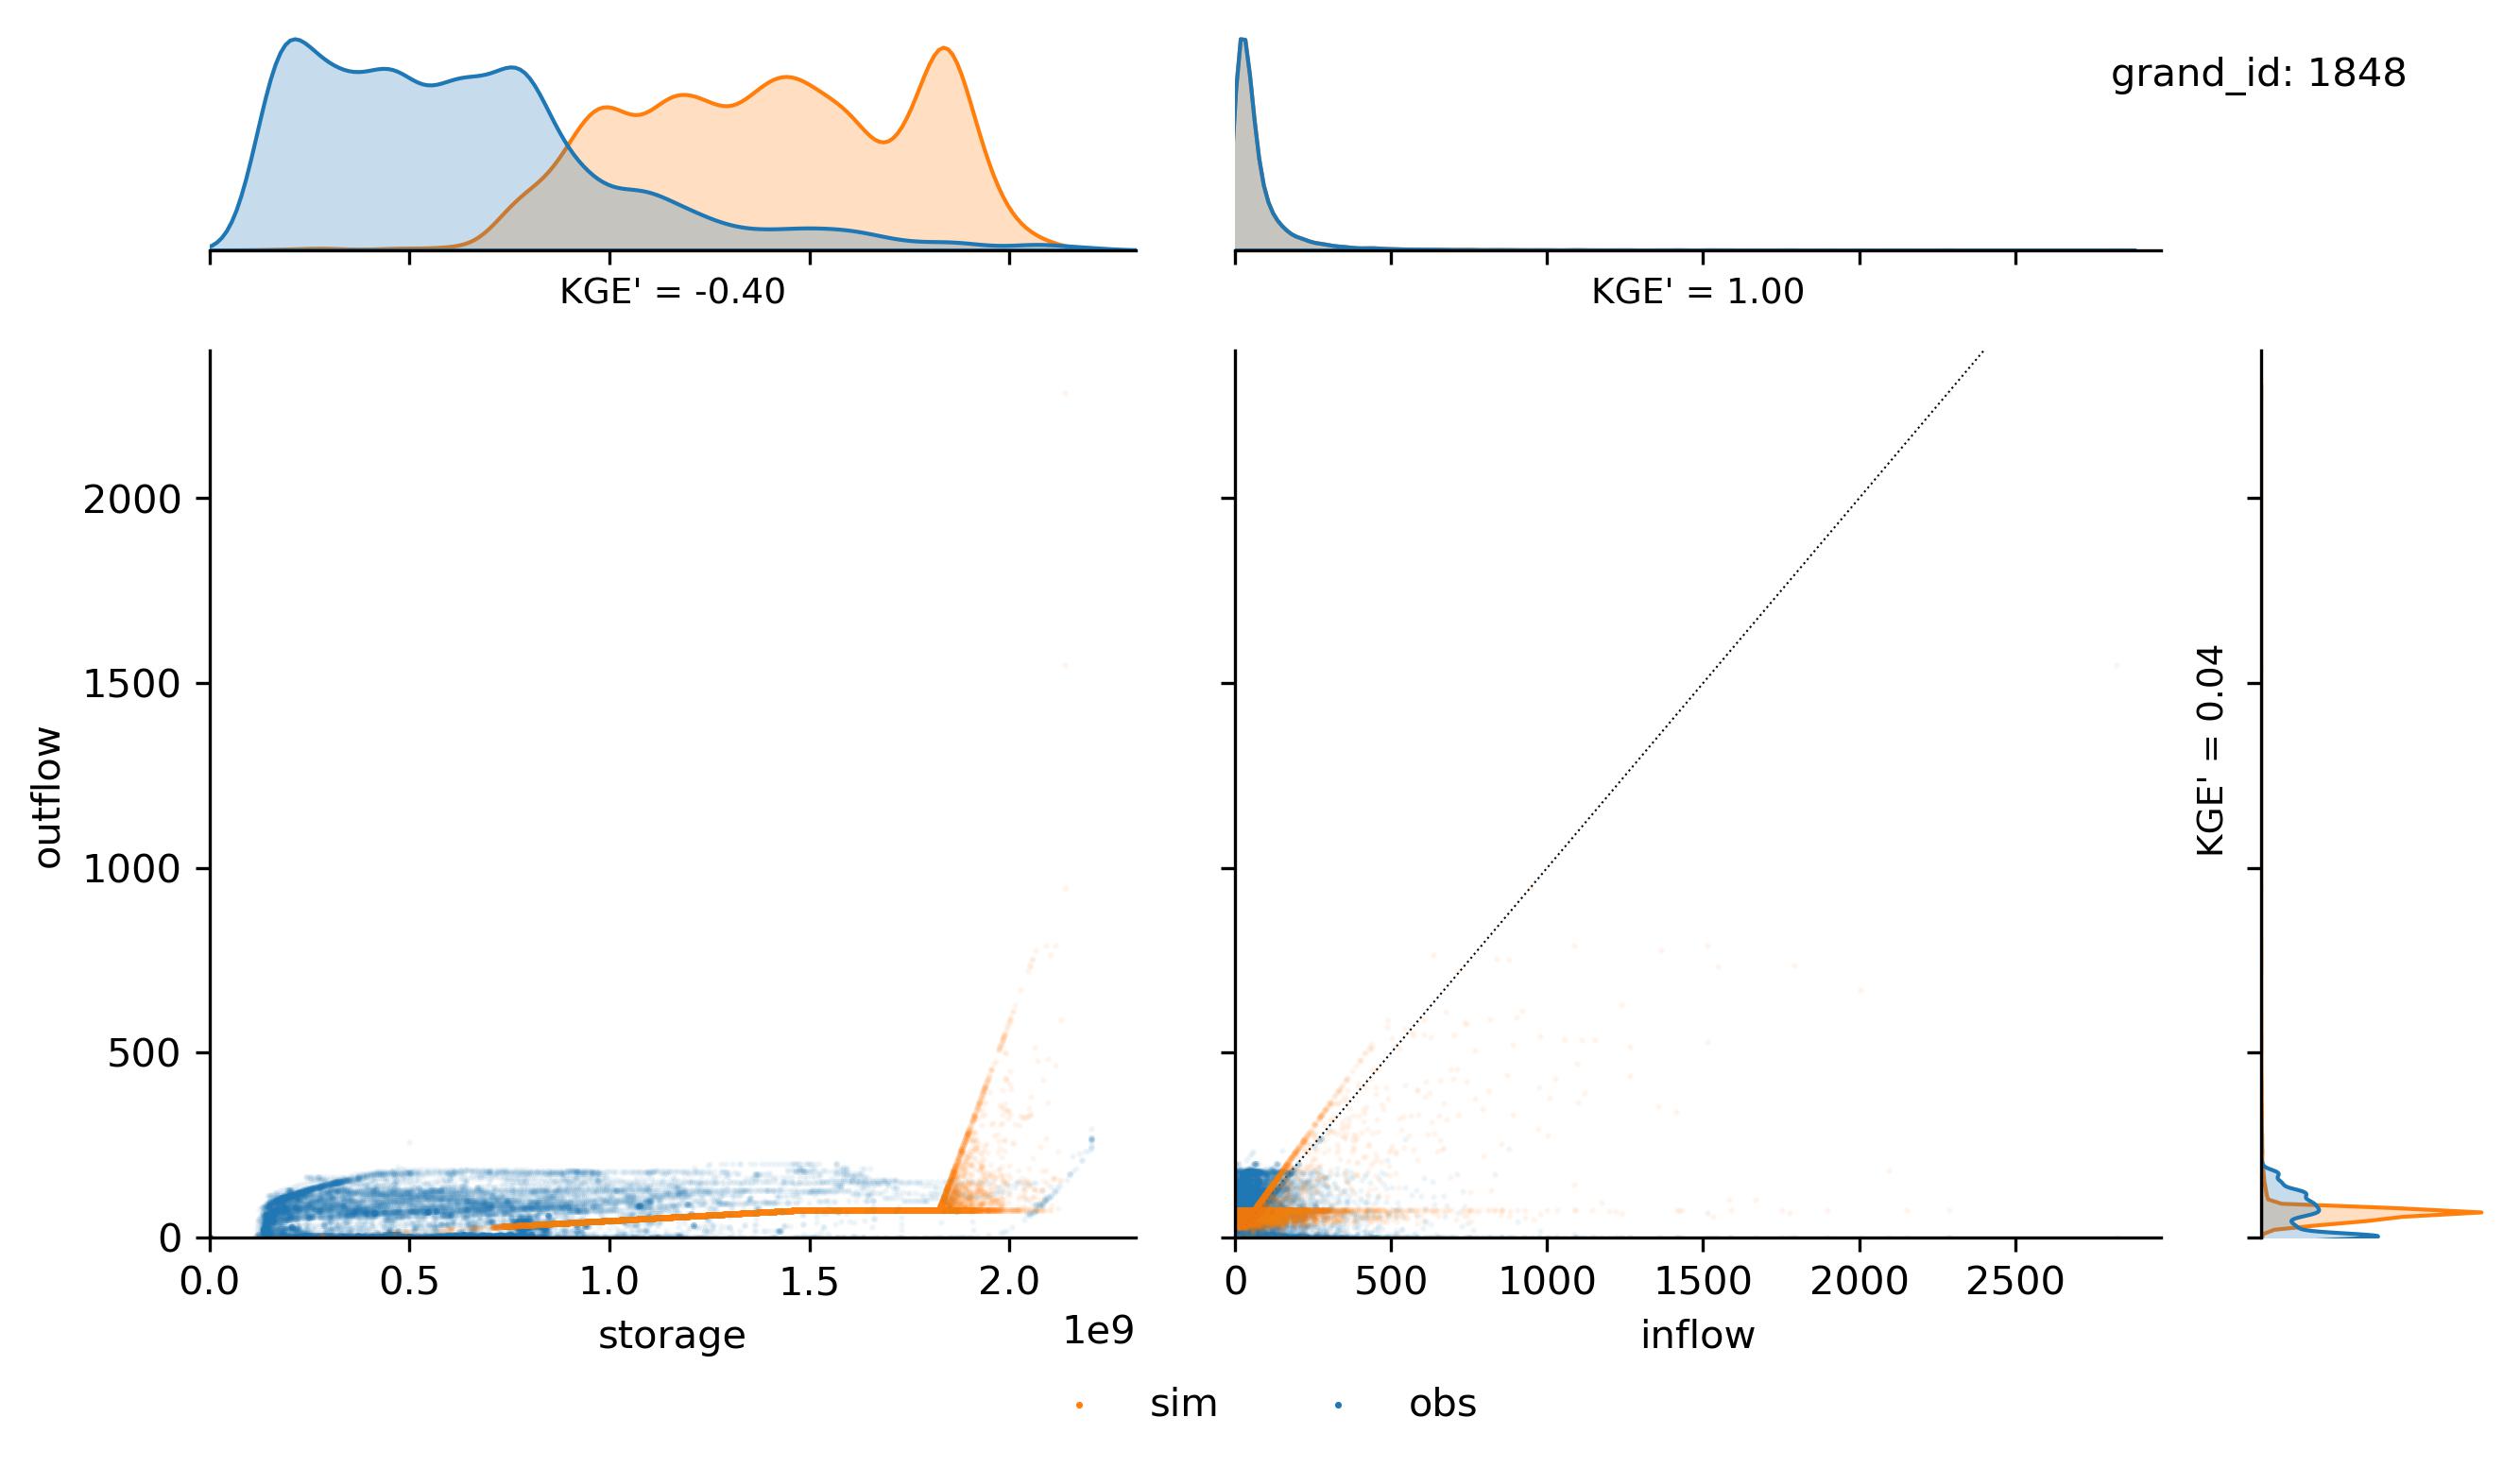 grand_id: 1848
KGE' = -0.40
KGE' = 1.00
outflow
2000
1500
1000
500
0
KGE' = 0.04
0.0 0.5 1.0 1.5 2.0
0 500 1000 1500 2000 2500
storage
1e9
inflow
sim
obs